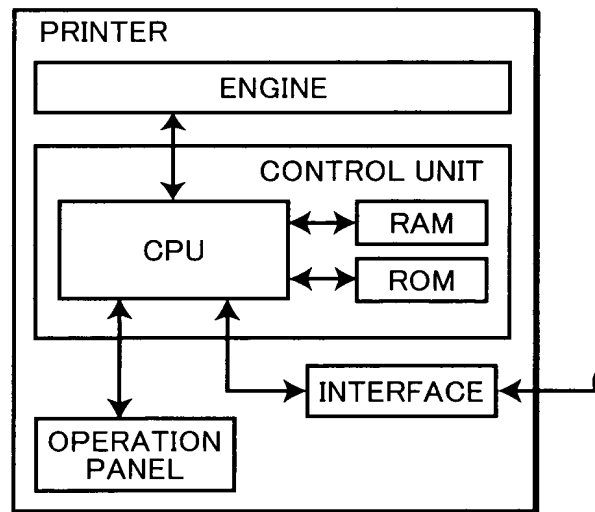 PRINTER
ENGINE
CONTROL UNIT
CPU
RAM
ROM
INTERFACE
OPERATION
PANEL